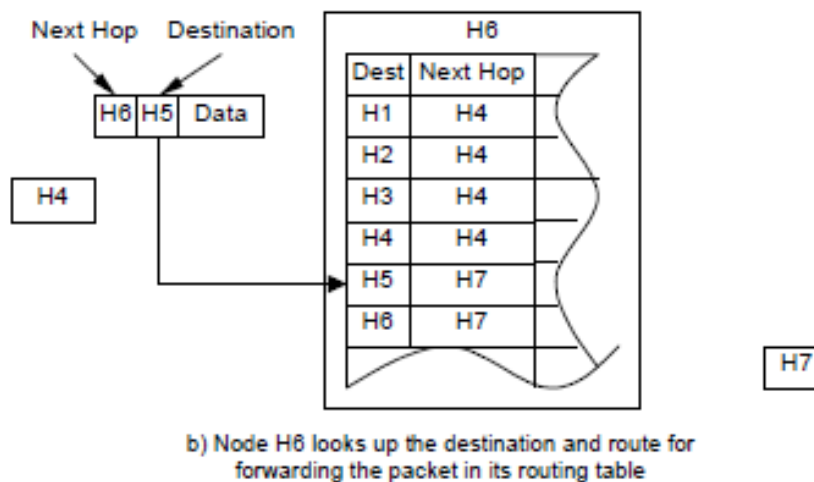 Next Hop Destination
H6 H5 Data
H4
H6
Dest Next Hop
H1 H4
H2 H4
H3 H4
H4 H4
H5 H7
H6 H7
H7
b) Node H6 looks up the destination and route for
forwarding the packet in its routing table